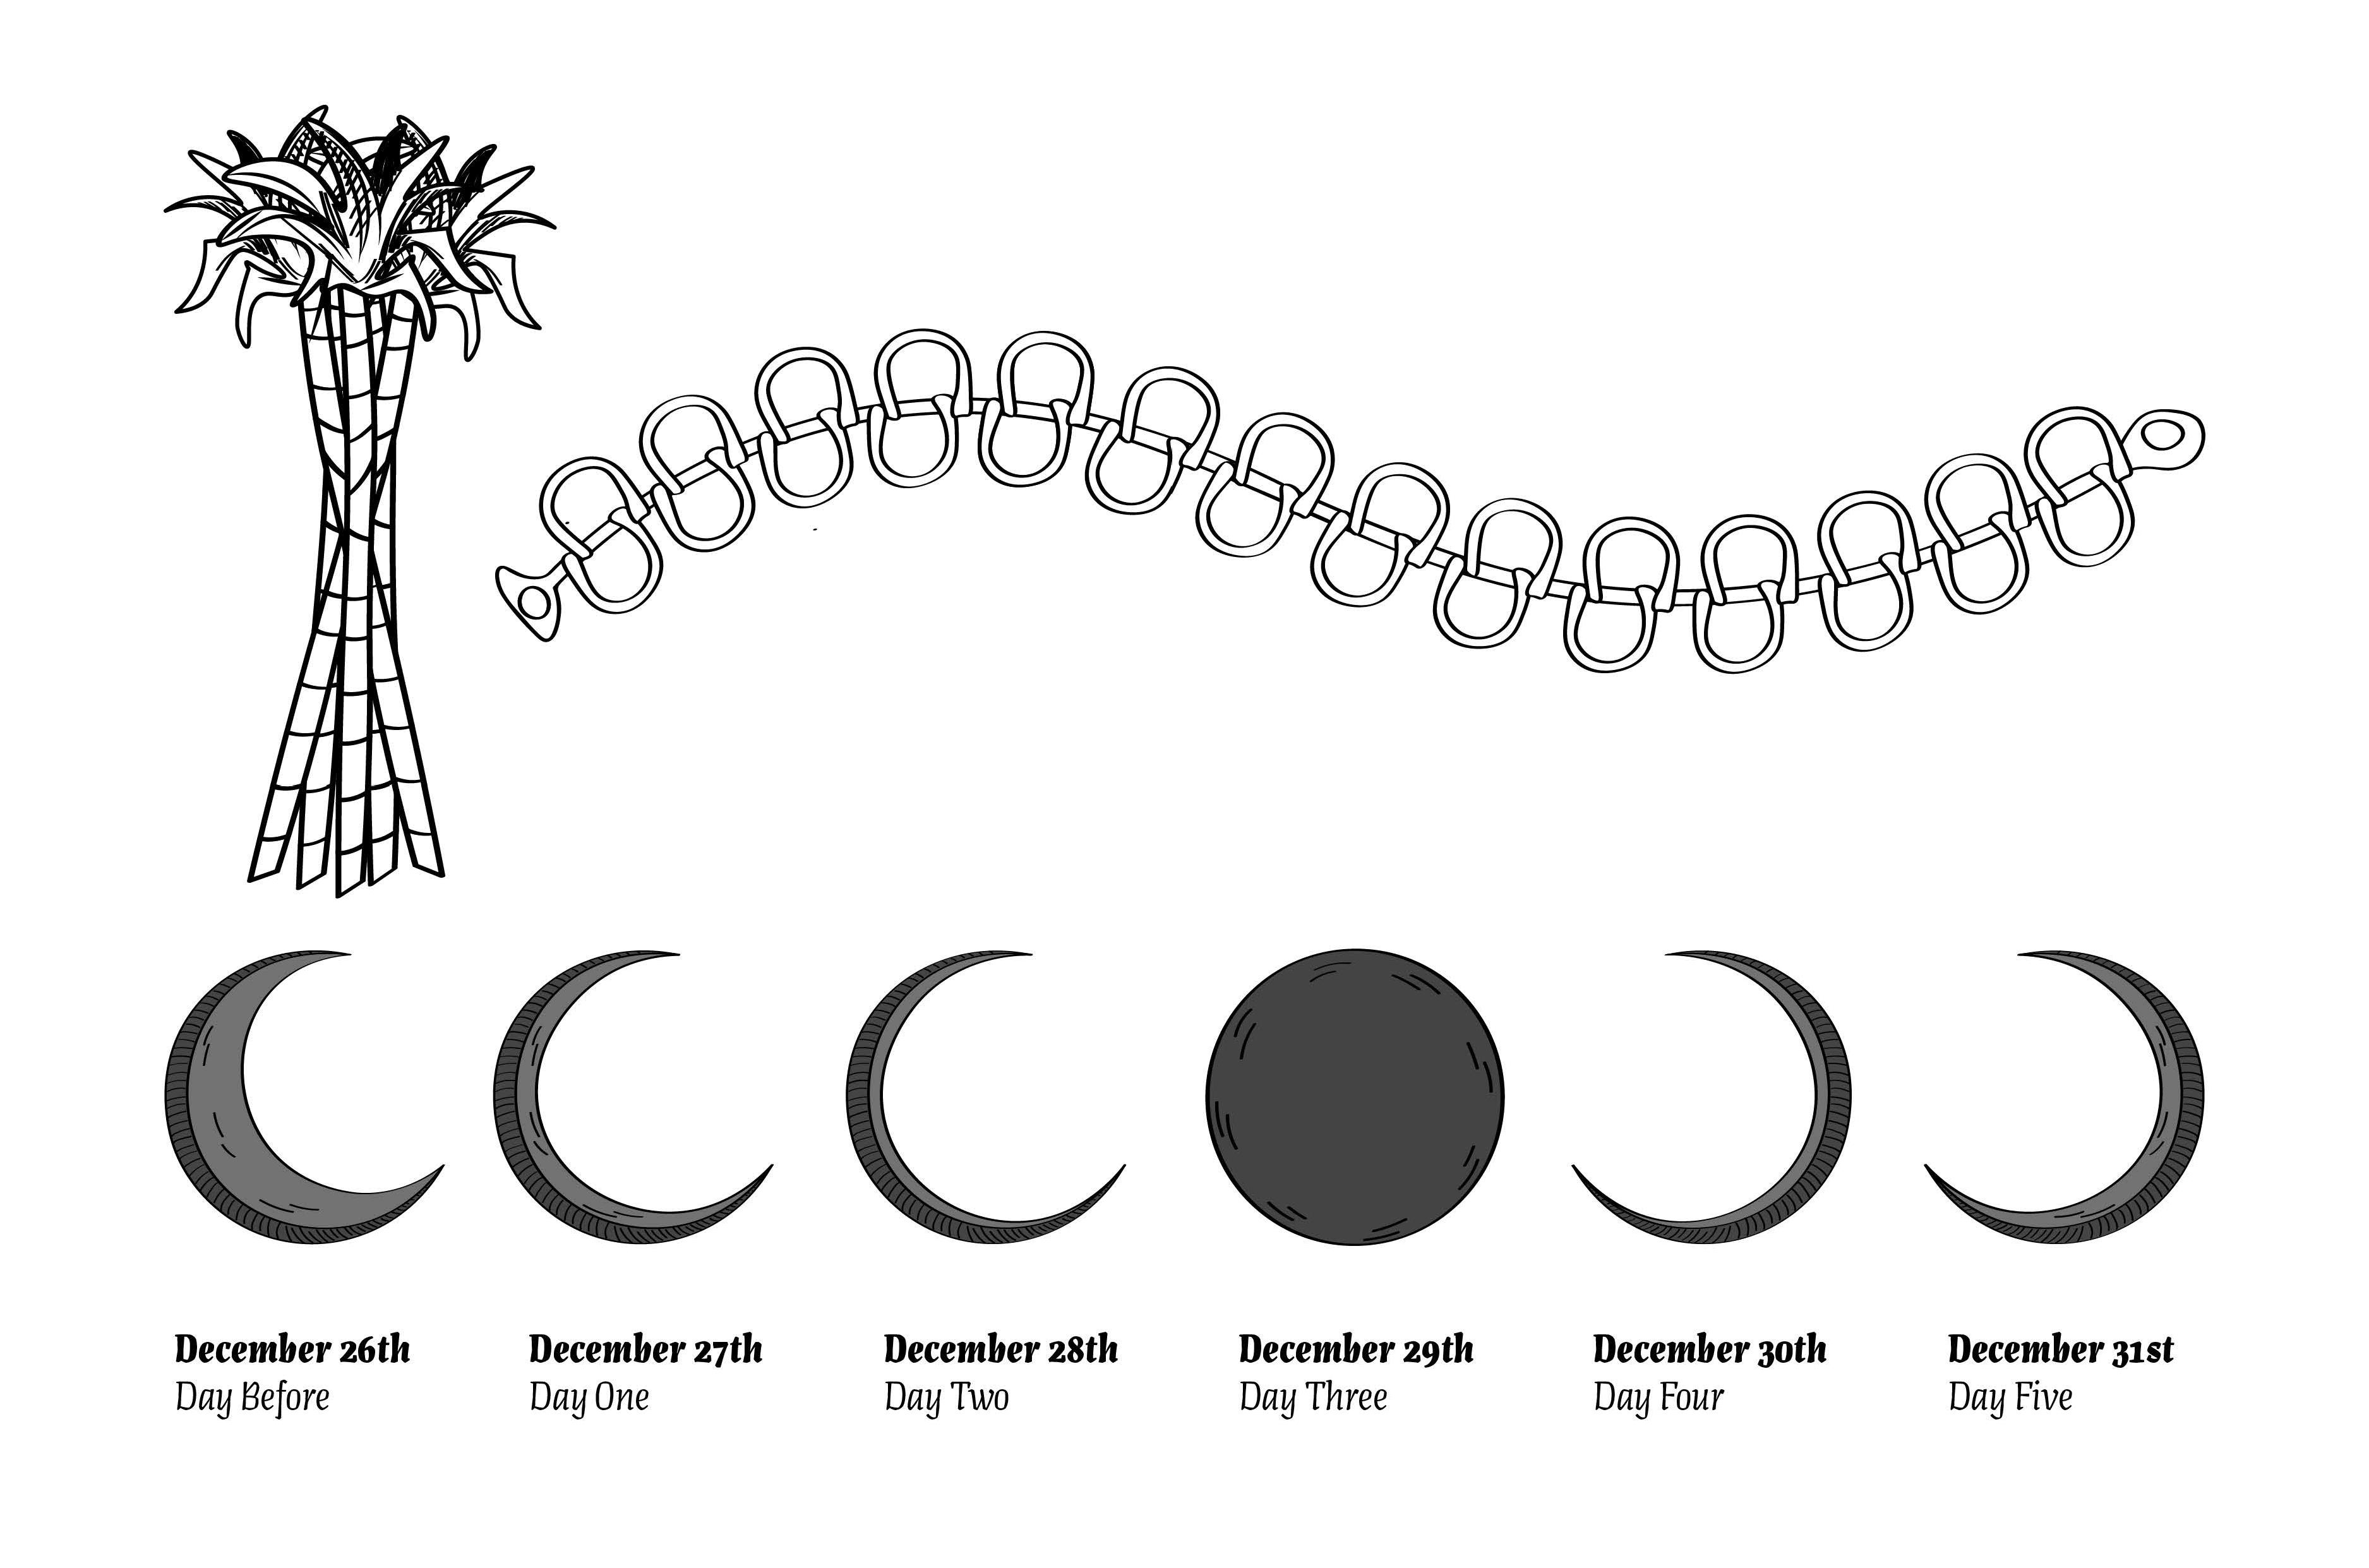 December 26th
Day Before
December 27th
Day One
December 28th
Day Two
December 29th
Day Three
December 30th
Day Four
December 31st
Day Five